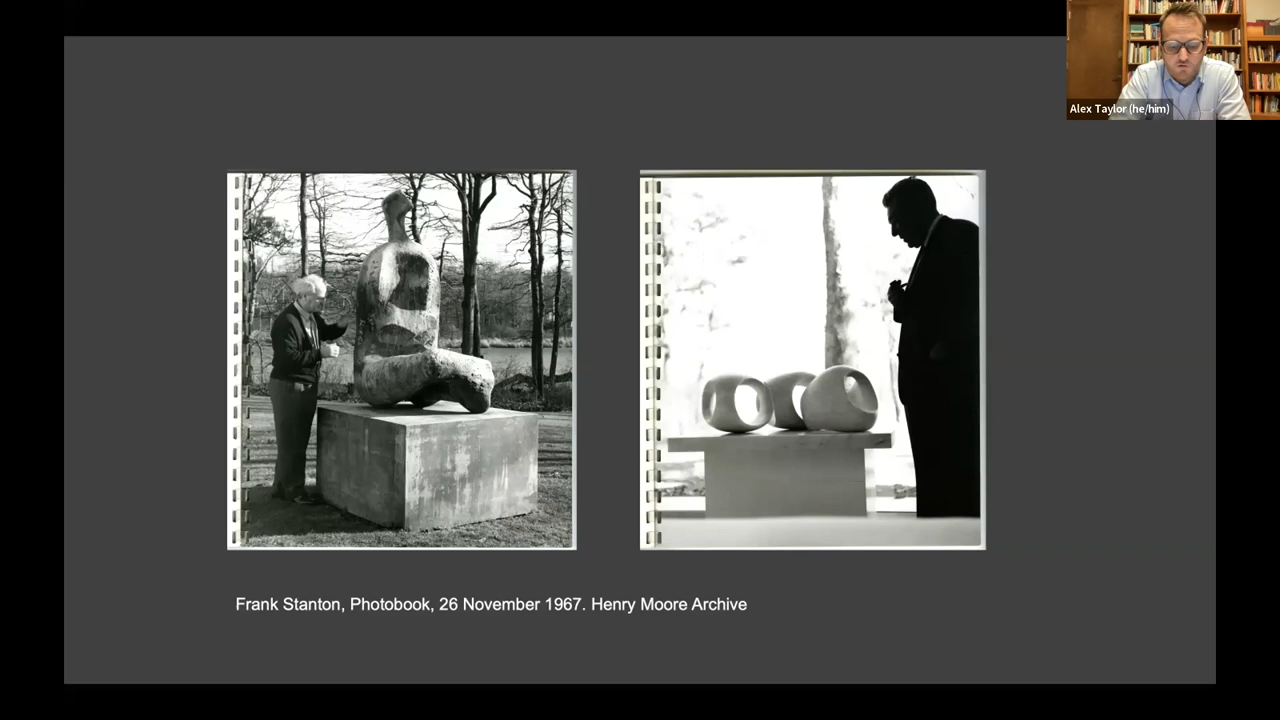 Alex Taylor (he/him)
Frank Stanton, Photobook, 26 November 1967. Henry Moore Archive